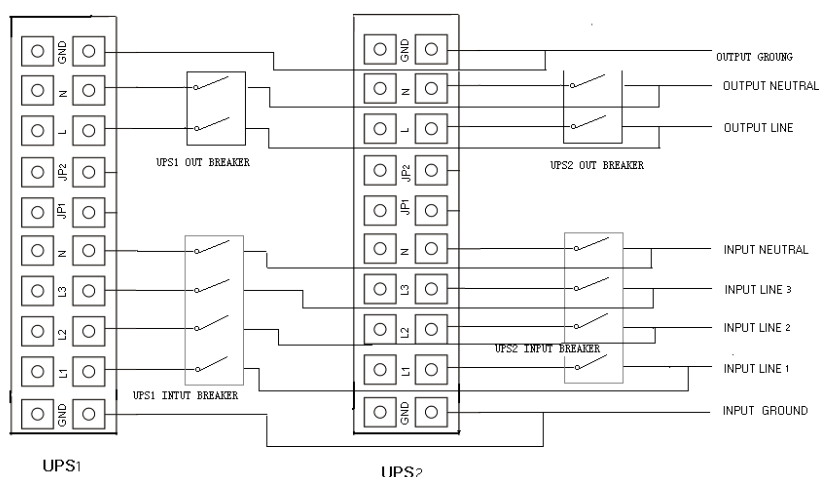 GND
N
L
JP2
JP1
N
L3
L2
L1
GND
UPS1 OUT BREAKER
UPS1 INTUT BREAKER
UPS1
GND
N
L
JP2
JP1
N
L3
L2
L1
GND
UPS2 OUT BREAKER
UPS2 INPUT BREAKER
UPS2
OUTPUT GROUNG
OUTPUT NEUTRAL
OUTPUT LINE
INPUT NEUTRAL
INPUT LINE 3
INPUT LINE 2
INPUT LINE 1
INPUT GROUND